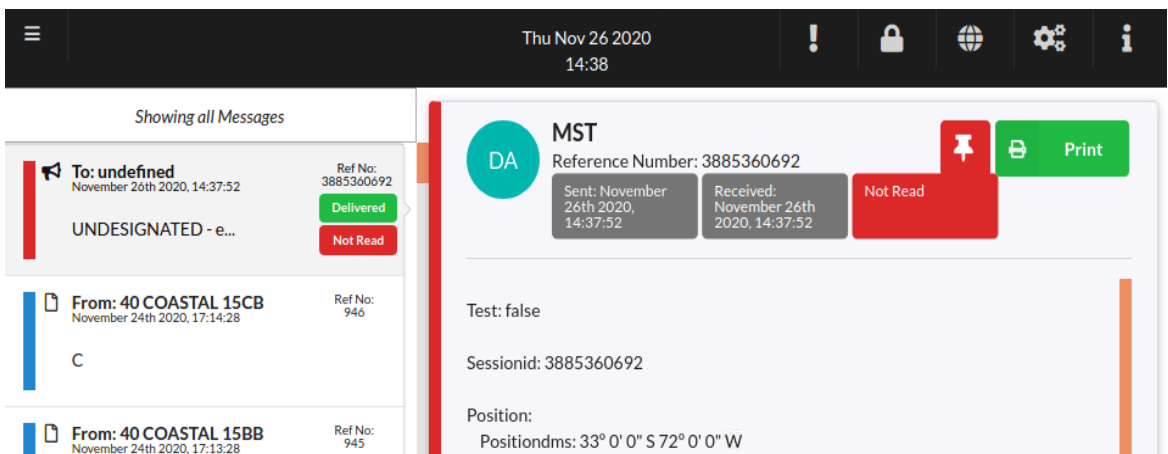 Thu Nov 26 2020
14:38
Showing all Messages
To: undefined
November 26th 2020, 14:37:52
Ref No:
3885360692
Delivered
UNDESIGNATED - e...
Not Read
From: 40 COASTAL 15CB
November 24th 2020, 17:14:28
Ref No:
946
C
From: 40 COASTAL 15BB
November 24th 2020, 17:13:28
Ref No:
945
DA
MST
Reference Number: 3885360692
Print
Sent: November
26th 2020,
14:37:52
Received:
November 26th
2020, 14:37:52
Not Read
Test: false
Sessionid: 3885360692
Position:
Positiondms: 33° 0' 0" S 72° 0' 0" W